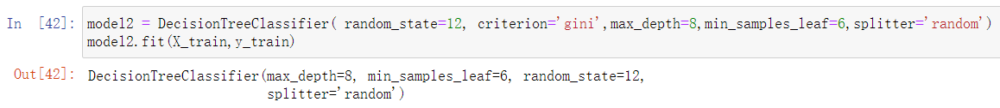 In [42]: model2 = DecisionTreeClassifier( random_state=12, criterion='gini',max_depth=8,min_samples_leaf=6,splitter='random')
model2.fit(X_train,y_train)
Out[42]: DecisionTreeClassifier(max_depth=8, min_samples_leaf=6, random_state=12,
splitter='random')